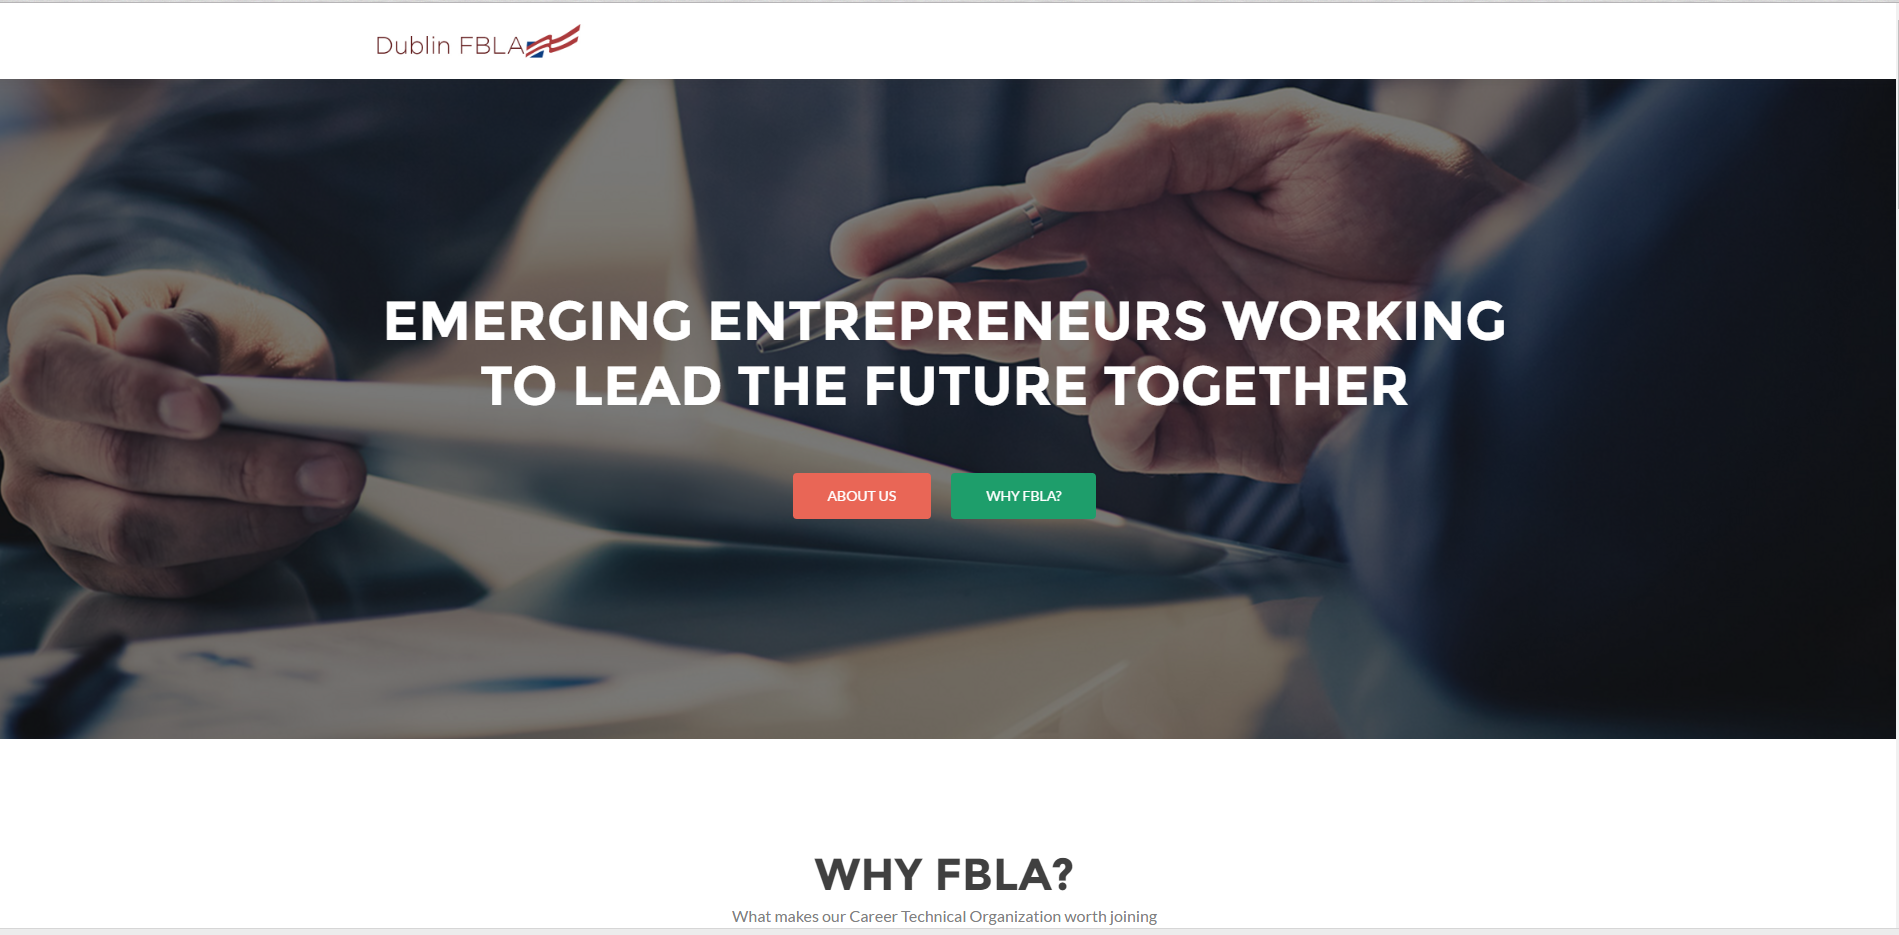 Dublin FBLA
EMERGING ENTREPRENEURS WORKING
TO LEAD THE FUTURE TOGETHER
ABOUT US
WHY FBLA?
WHY FBLA?
What makes our Career Technical Organization worth joining